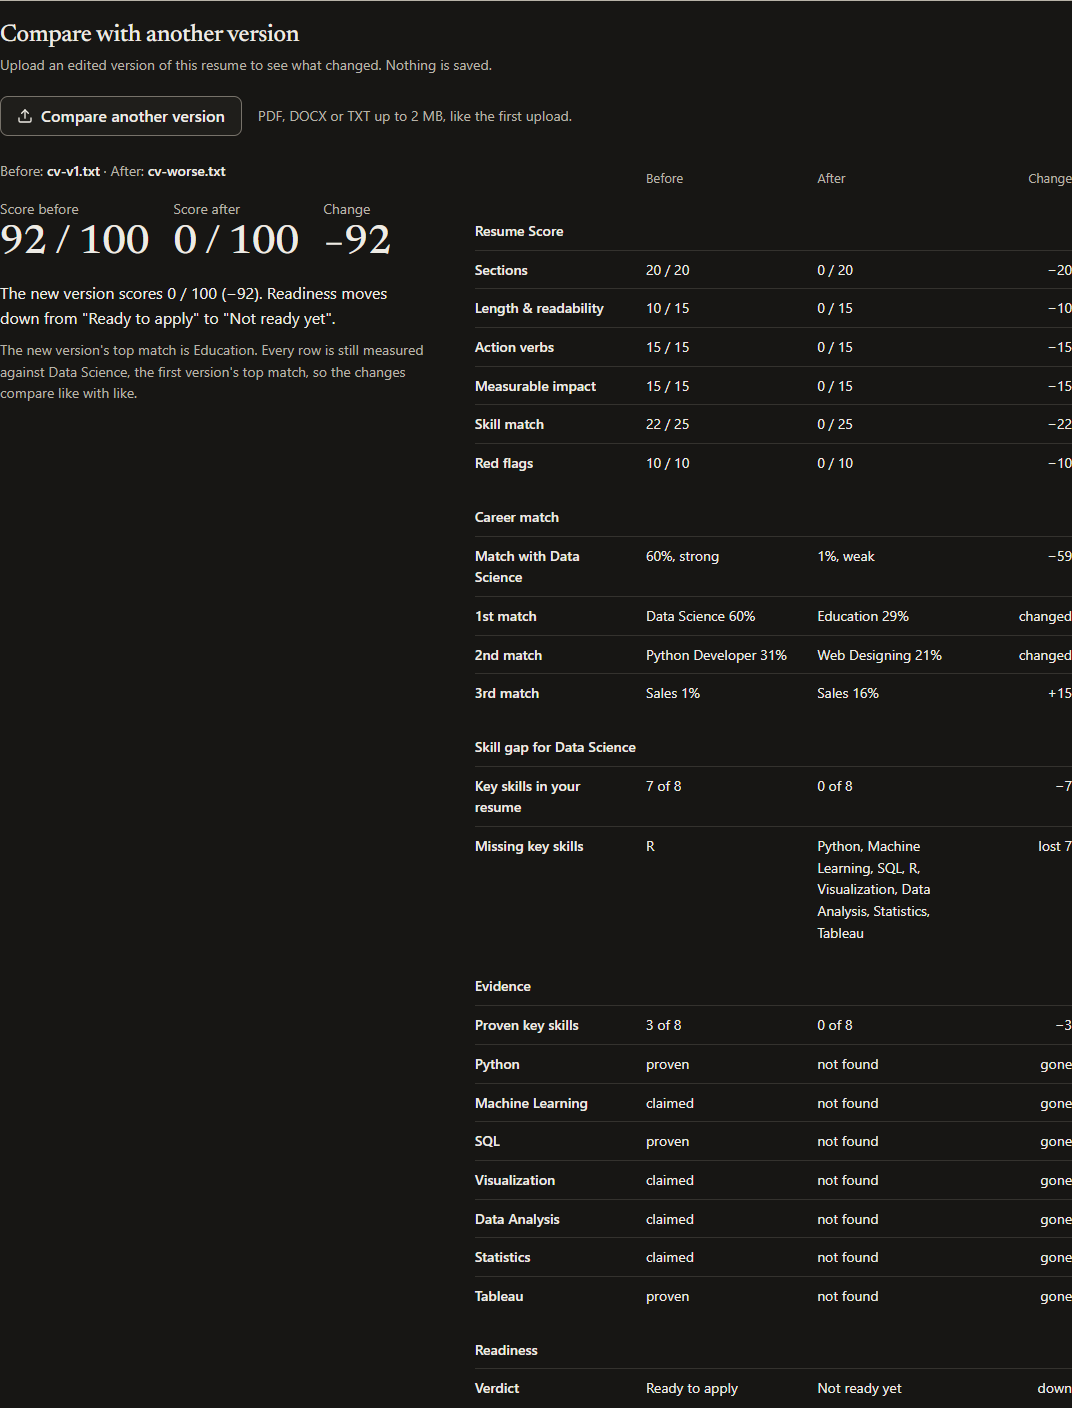 Compare with another version
Upload an edited version of this resume to see what changed. Nothing is saved.
Compare another version
PDF, DOCX or TXT up to 2 MB, like the first upload.
Before: cv-v1.txt · After: cv-worse.txt
Score before Score after Change
92 / 100 0 / 100 −92
The new version scores 0 / 100 (−92). Readiness moves
down from "Ready to apply" to "Not ready yet".
The new version's top match is Education. Every row is still measured
against Data Science, the first version's top match, so the changes
compare like with like.
Before After Change
Resume Score
Sections 20 / 20 0 / 20 −20
Length & readability 10 / 15 0 / 15 −10
Action verbs 15 / 15 0 / 15 −15
Measurable impact 15 / 15 0 / 15 −15
Skill match 22 / 25 0 / 25 −22
Red flags 10 / 10 0 / 10 −10
Career match
Match with Data 60%, strong 1%, weak −59
Science
1st match Data Science 60% Education 29% changed
2nd match Python Developer 31% Web Designing 21% changed
3rd match Sales 1% Sales 16% +15
Skill gap for Data Science
Key skills in your 7 of 8 0 of 8 −7
resume
Missing key skills R Python, Machine lost 7
Learning, SQL, R,
Visualization, Data
Analysis, Statistics,
Tableau
Evidence
Proven key skills 3 of 8 0 of 8 −3
Python proven not found gone
Machine Learning claimed not found gone
SQL proven not found gone
Visualization claimed not found gone
Data Analysis claimed not found gone
Statistics claimed not found gone
Tableau proven not found gone
Readiness
Verdict Ready to apply Not ready yet down